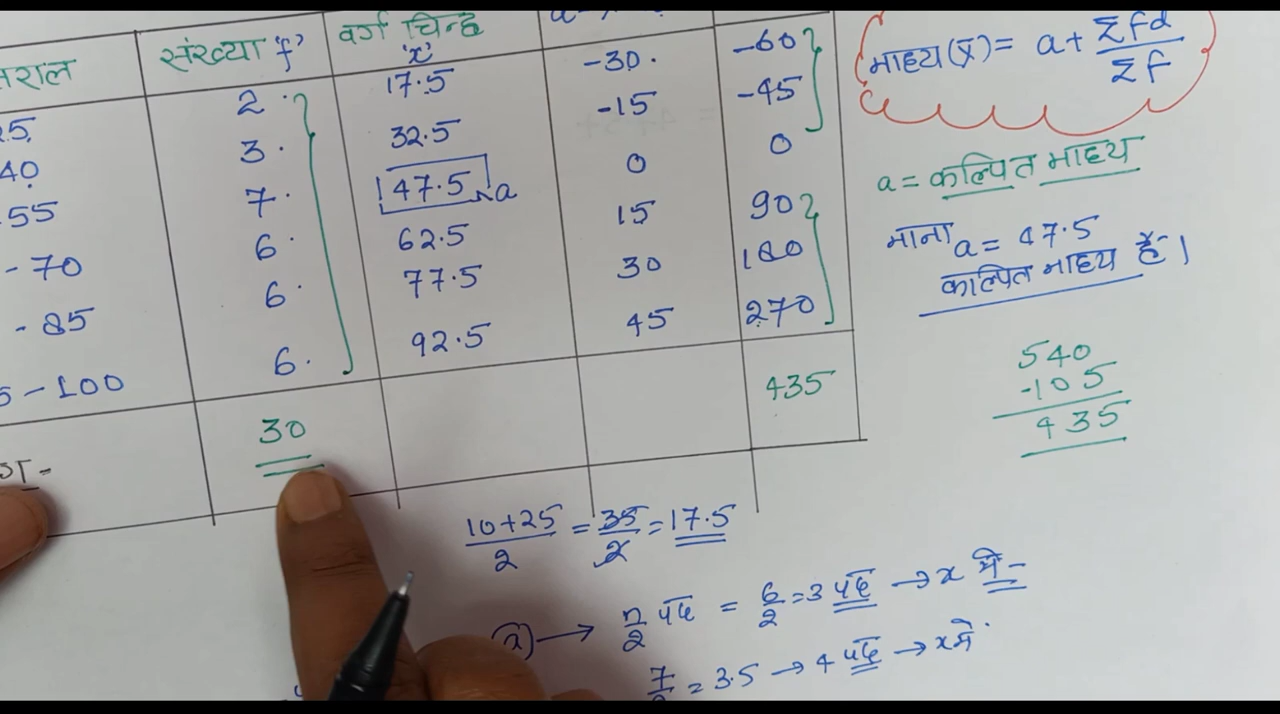 संख्या 'f' वर्ग चिन्ह 'x'
25 2 17.5 -30 -60
40 3 32.5 -15 -45
55 7 47.5 a 0 0
- 70 6 62.5 15 90
- 85 6 77.5 30 180
- 100 6 92.5 45 270
30 435
माध्य(x̄) = a + Σfd / Σf
a = कल्पित माध्य
माना a = 47.5
कल्पित माध्य है।
540
-105
435
10+25 / 2 = 35 / 2 = 17.5
→ n/2 पद = 6/2 = 3 पद → x में -
7/2 = 3.5 → 4 पद → x में